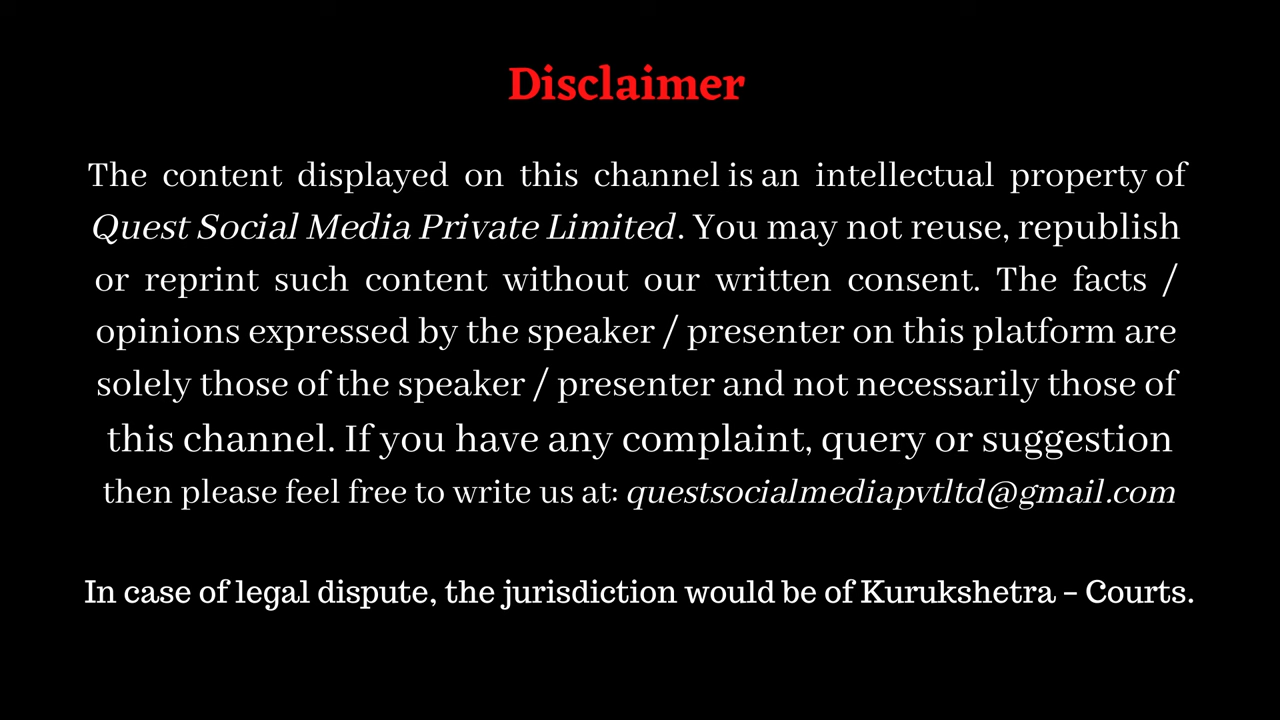 Disclaimer
The content displayed on this channel is an intellectual property of
Quest Social Media Private Limited. You may not reuse, republish
or reprint such content without our written consent. The facts /
opinions expressed by the speaker / presenter on this platform are
solely those of the speaker / presenter and not necessarily those of
this channel. If you have any complaint, query or suggestion
then please feel free to write us at: questsocialmediapvtltd@gmail.com
In case of legal dispute, the jurisdiction would be of Kurukshetra – Courts.